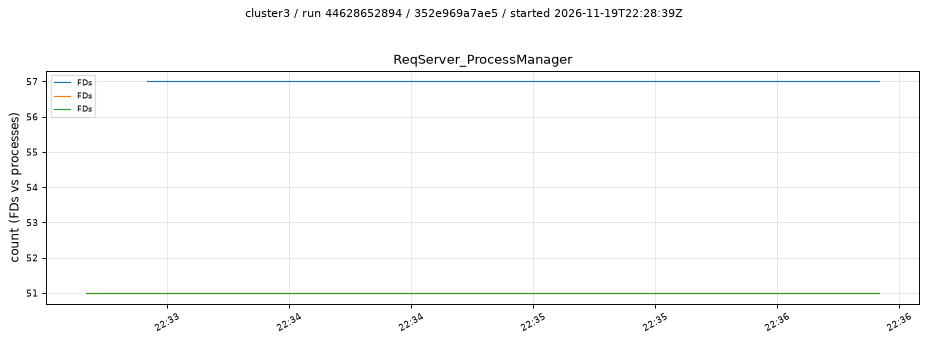 cluster3 / run 44628652894 / 352e969a7ae5 / started 2026-11-19T22:28:39Z
ReqServer_ProcessManager
count (FDs vs processes)
57
56
55
54
53
52
51
FDs
FDs
FDs
22:33
22:34
22:34
22:35
22:35
22:36
22:36